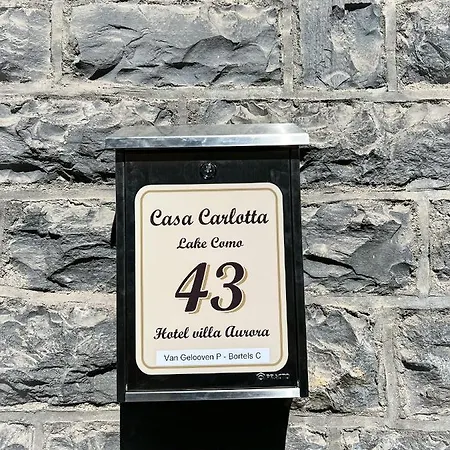 Casa Carlotta
Lake Como
43
Hotel villa Aurora
Van Gelooven P - Bortels C